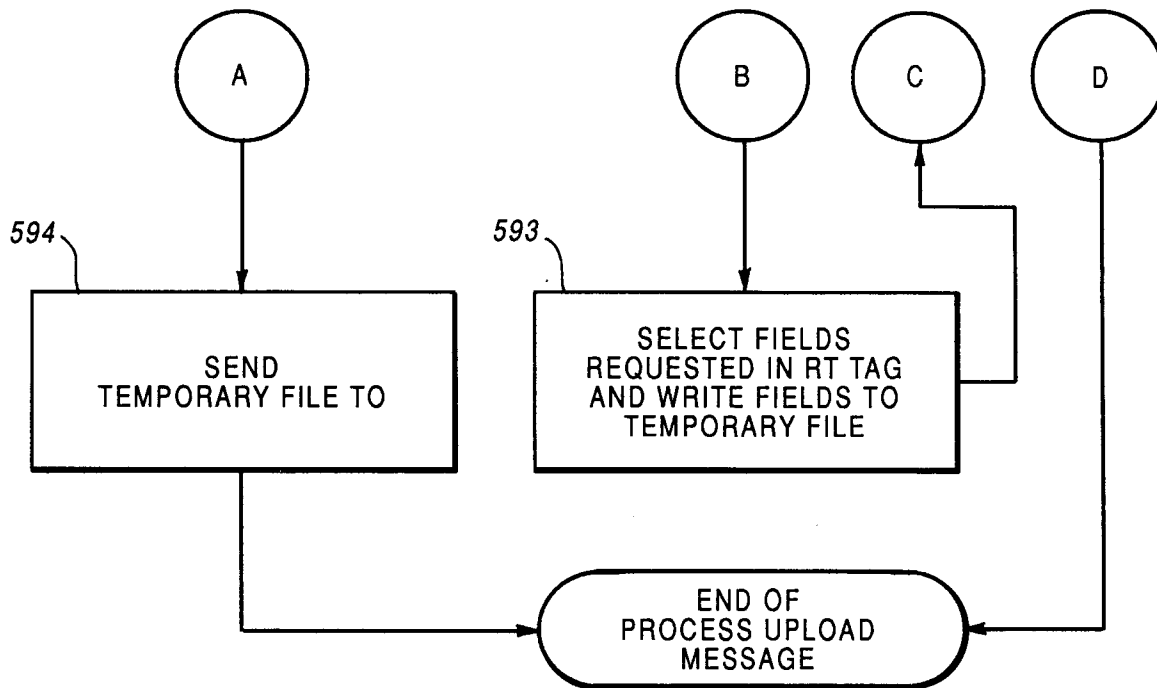 A
B
C
D
594
593
SEND
TEMPORARY FILE TO
SELECT FIELDS
REQUESTED IN RT TAG
AND WRITE FIELDS TO
TEMPORARY FILE
END OF
PROCESS UPLOAD
MESSAGE